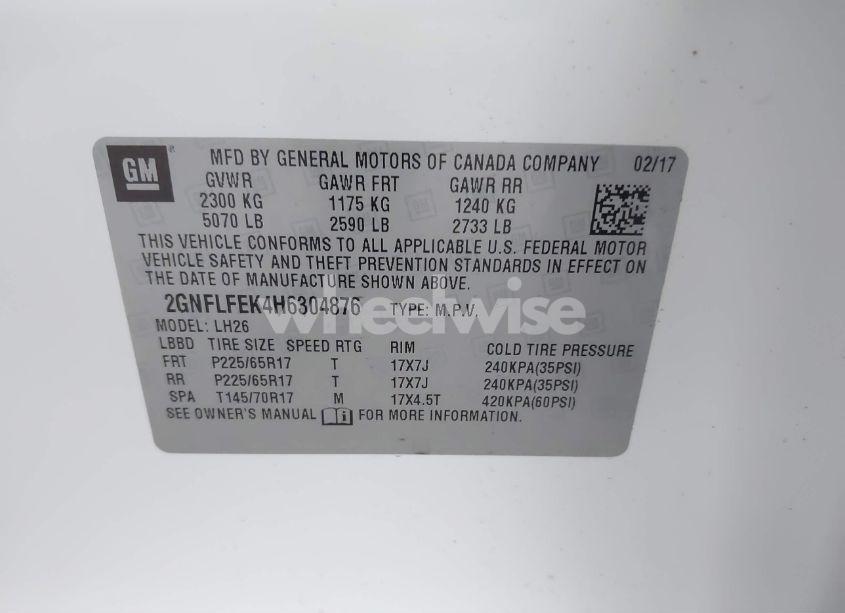 GM
MFD BY GENERAL MOTORS OF CANADA COMPANY 02/17
GVWR GAWR FRT GAWR RR
2300 KG 1175 KG 1240 KG
5070 LB 2590 LB 2733 LB
THIS VEHICLE CONFORMS TO ALL APPLICABLE U.S. FEDERAL MOTOR
VEHICLE SAFETY AND THEFT PREVENTION STANDARDS IN EFFECT ON
THE DATE OF MANUFACTURE SHOWN ABOVE.
2GNFLFEK4H6304876 TYPE: M.P.V.
wheelwise
MODEL: LH26
LBBD TIRE SIZE SPEED RTG RIM COLD TIRE PRESSURE
FRT P225/65R17 T 17X7J 240KPA(35PSI)
RR P225/65R17 T 17X7J 240KPA(35PSI)
SPA T145/70R17 M 17X4.5T 420KPA(60PSI)
SEE OWNER'S MANUAL FOR MORE INFORMATION.